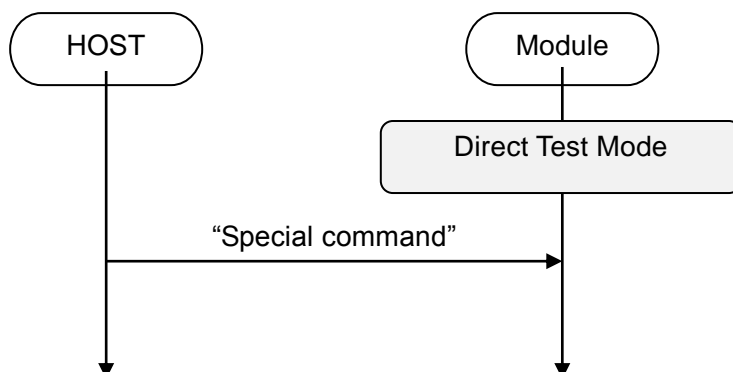 HOST
Module
Direct Test Mode
“Special command”